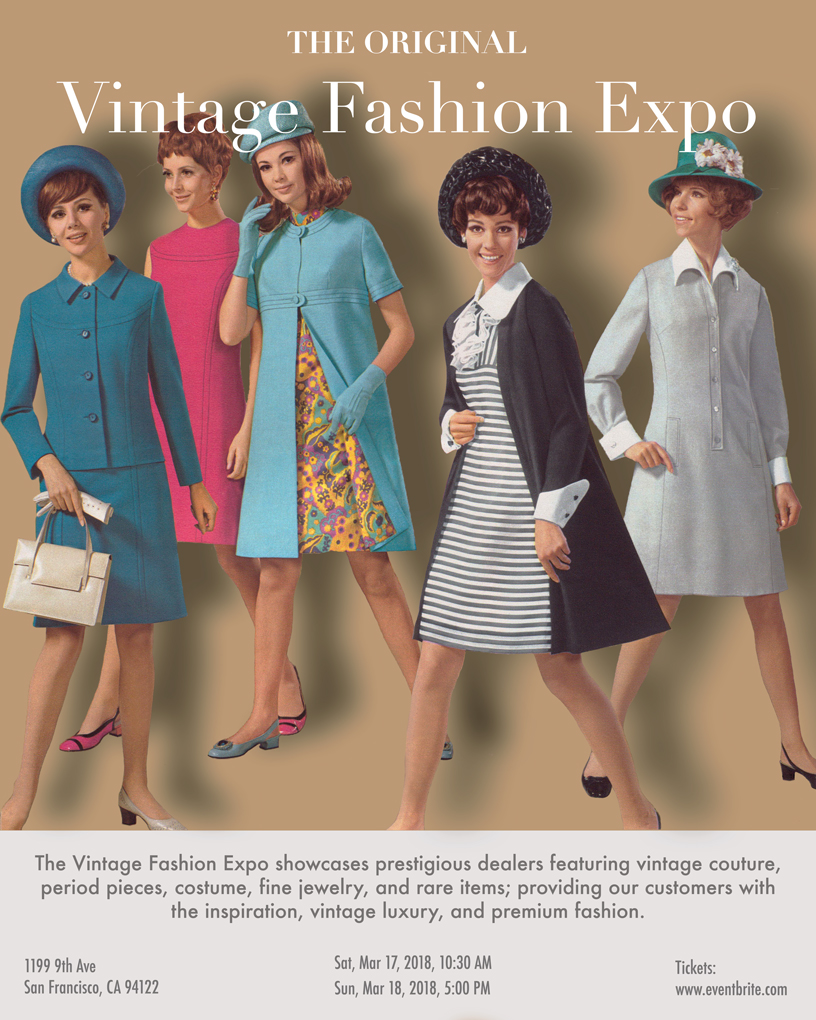 THE ORIGINAL
Vintage Fashion Expo
The Vintage Fashion Expo showcases prestigious dealers featuring vintage couture,
period pieces, costume, fine jewelry, and rare items; providing our customers with
the inspiration, vintage luxury, and premium fashion.
1199 9th Ave
San Francisco, CA 94122
Sat, Mar 17, 2018, 10:30 AM
Sun, Mar 18, 2018, 5:00 PM
Tickets:
www.eventbrite.com